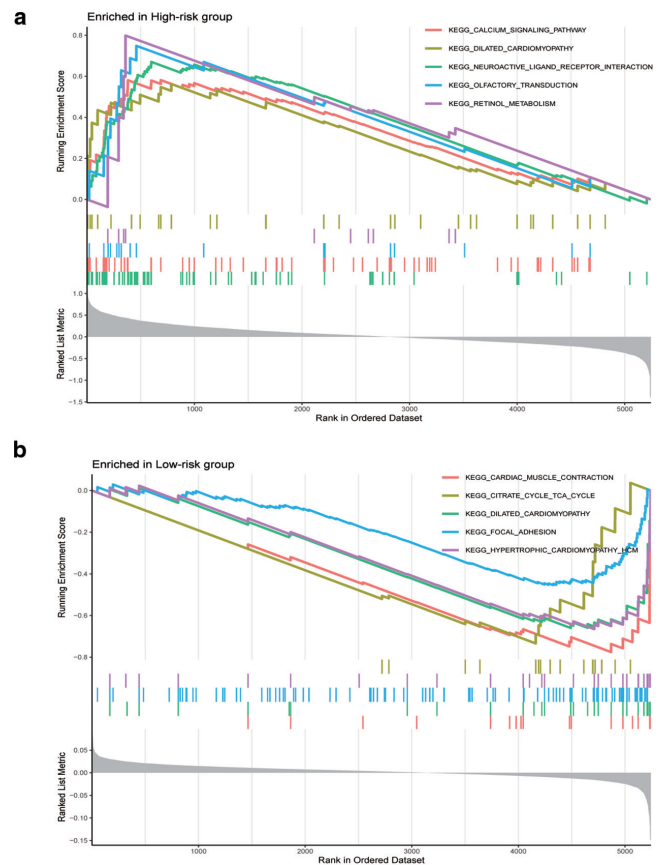 a
Enriched in High-risk group
KEGG_CALCIUM_SIGNALING_PATHWAY
KEGG_DILATED_CARDIOMYOPATHY
KEGG_NEUROACTIVE_LIGAND_RECEPTOR_INTERACTION
KEGG_OLFACTORY_TRANSDUCTION
KEGG_RETINOL_METABOLISM
Running Enrichment Score
0.8
0.6
0.4
0.2
0.0
Ranked List Metric
1.0
0.5
0.0
−0.5
−1.0
−1.5
1000 2000 3000 4000 5000
Rank in Ordered Dataset
b
Enriched in Low-risk group
KEGG_CARDIAC_MUSCLE_CONTRACTION
KEGG_CITRATE_CYCLE_TCA_CYCLE
KEGG_DILATED_CARDIOMYOPATHY
KEGG_FOCAL_ADHESION
KEGG_HYPERTROPHIC_CARDIOMYOPATHY_HCM
Running Enrichment Score
0.0
−0.2
−0.4
−0.6
−0.8
Ranked List Metric
0.05
0.00
−0.05
−0.10
−0.15
1000 2000 3000 4000 5000
Rank in Ordered Dataset